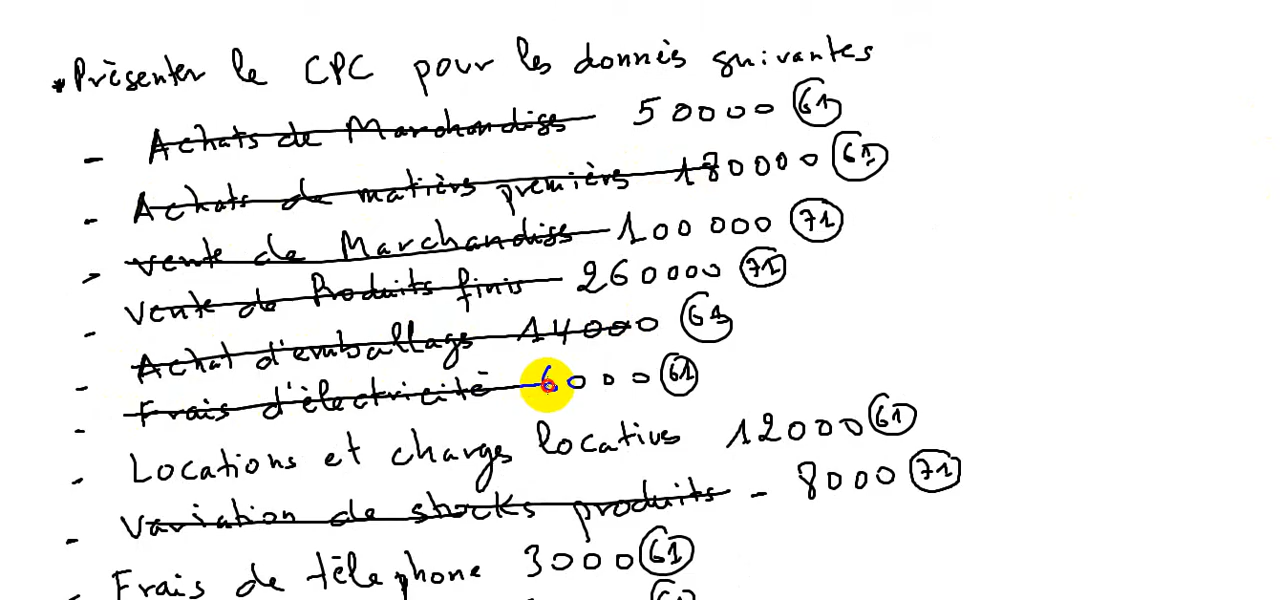 * Présenter le CPC pour les donnés suivantes
- Achats de Marchandises 50000 61
- Achats de matières premières 180000 61
- Vente de Marchandises 100000 71
- Vente de Produits finis 260000 71
- Achat d'emballages 14000 61
- Frais d'électricité 6000 61
- Locations et charges locatives 12000 61
- Variation de stocks produits - 8000 71
- Frais de téléphone 3000 61